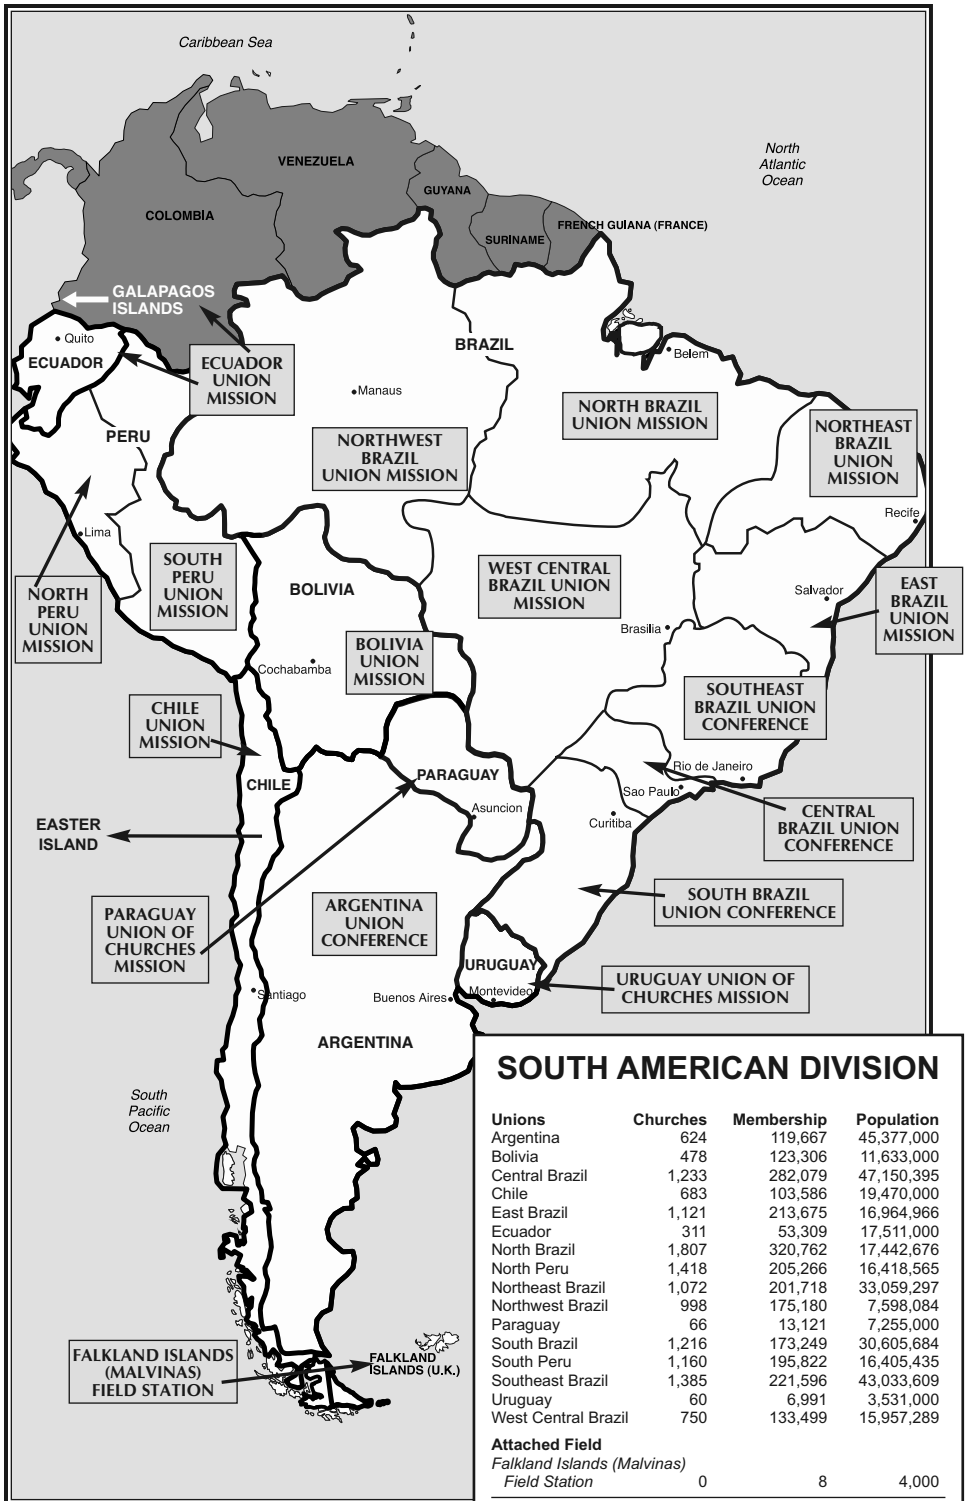 Caribbean Sea
North
Atlantic
Ocean
VENEZUELA
GUYANA
COLOMBIA
FRENCH GUIANA (FRANCE)
SURINAME
GALAPAGOS
ISLANDS
Quito
ECUADOR
ECUADOR
UNION
MISSION
BRAZIL
Belem
Manaus
NORTH BRAZIL
UNION MISSION
NORTHEAST
BRAZIL
UNION
MISSION
PERU
NORTHWEST
BRAZIL
UNION MISSION
Recife
Lima
SOUTH
PERU
UNION
MISSION
BOLIVIA
WEST CENTRAL
BRAZIL UNION
MISSION
Salvador
EAST
BRAZIL
UNION
MISSION
NORTH
PERU
UNION
MISSION
Brasilia
BOLIVIA
UNION
MISSION
Cochabamba
SOUTHEAST
BRAZIL UNION
CONFERENCE
CHILE
UNION
MISSION
Rio de Janeiro
PARAGUAY
CHILE
Sao Paulo
Asuncion
Curitiba
CENTRAL
BRAZIL UNION
CONFERENCE
EASTER
ISLAND
SOUTH BRAZIL
UNION CONFERENCE
PARAGUAY
UNION OF
CHURCHES
MISSION
ARGENTINA
UNION
CONFERENCE
URUGUAY
URUGUAY UNION OF
CHURCHES MISSION
Santiago
Buenos Aires
Montevideo
ARGENTINA
South
Pacific
Ocean
FALKLAND ISLANDS
(MALVINAS)
FIELD STATION
FALKLAND
ISLANDS (U.K.)
SOUTH AMERICAN DIVISION
Unions Churches Membership Population
Argentina 624 119,667 45,377,000
Bolivia 478 123,306 11,633,000
Central Brazil 1,233 282,079 47,150,395
Chile 683 103,586 19,470,000
East Brazil 1,121 213,675 16,964,966
Ecuador 311 53,309 17,511,000
North Brazil 1,807 320,762 17,442,676
North Peru 1,418 205,266 16,418,565
Northeast Brazil 1,072 201,718 33,059,297
Northwest Brazil 998 175,180 7,598,084
Paraguay 66 13,121 7,255,000
South Brazil 1,216 173,249 30,605,684
South Peru 1,160 195,822 16,405,435
Southeast Brazil 1,385 221,596 43,033,609
Uruguay 60 6,991 3,531,000
West Central Brazil 750 133,499 15,957,289
Attached Field
Falkland Islands (Malvinas)
Field Station 0 8 4,000